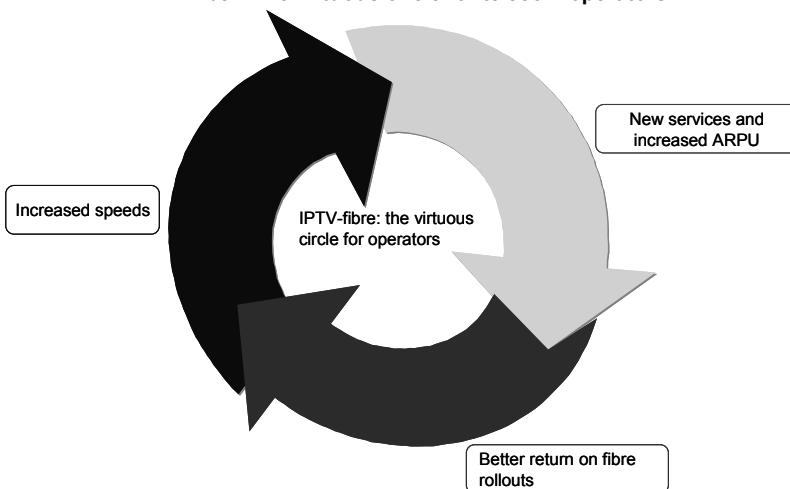 New services and
increased ARPU
Increased speeds
IPTV-fibre: the virtuous
circle for operators
Better return on fibre
rollouts